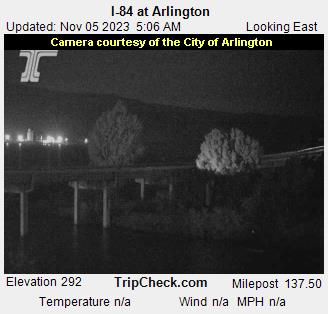 I-84 at Arlington
Updated: Nov 05 2023 5:06 AM Looking East
Camera courtesy of the City of Arlington
Elevation 292 TripCheck.com Milepost 137.50
Temperature n/a Wind n/a MPH n/a